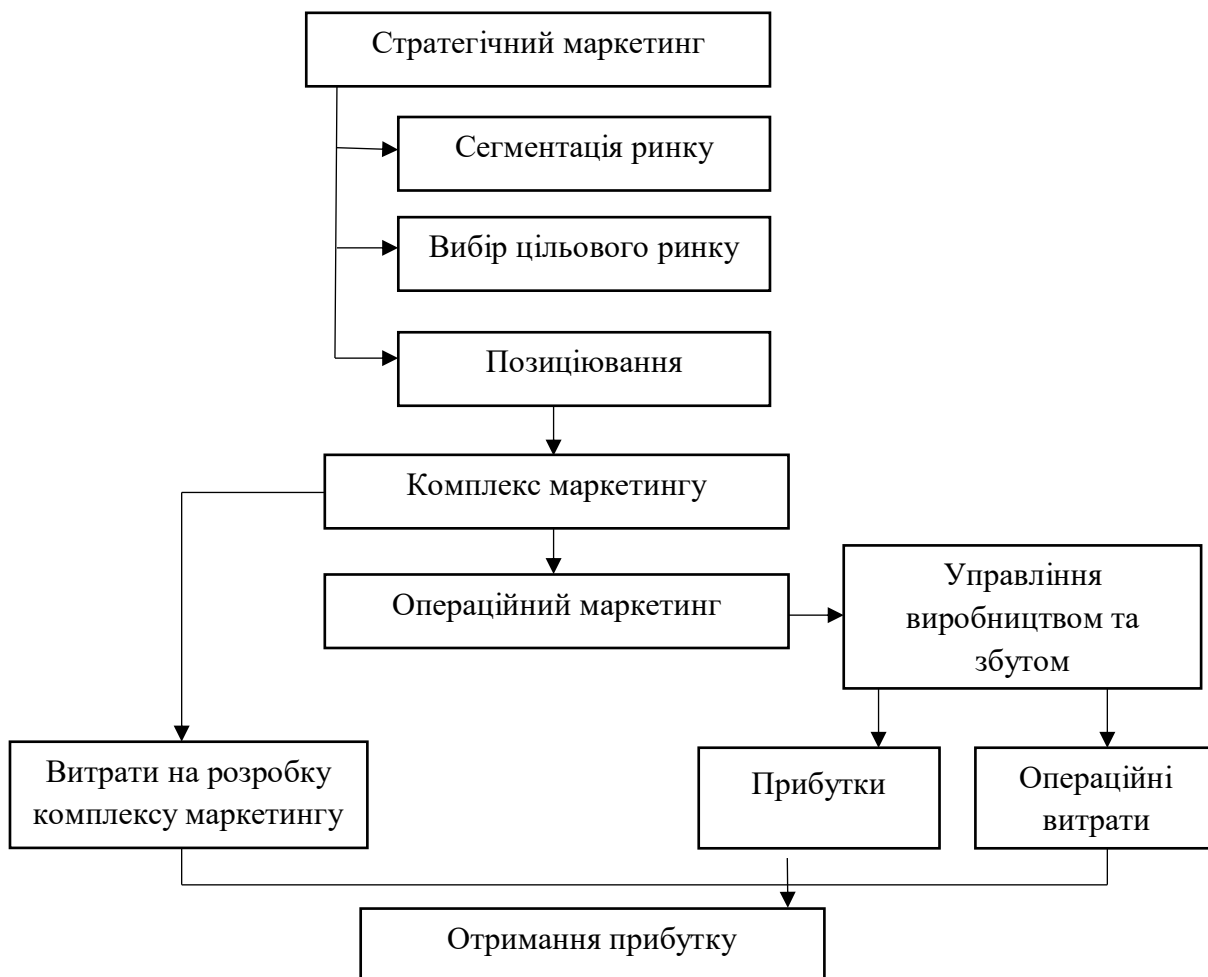 Стратегічний маркетинг
Сегментація ринку
Вибір цільового ринку
Позиціювання
Комплекс маркетингу
Операційний маркетинг
Управління
виробництвом та
збутом
Витрати на розробку
комплексу маркетингу
Прибутки
Операційні
витрати
Отримання прибутку